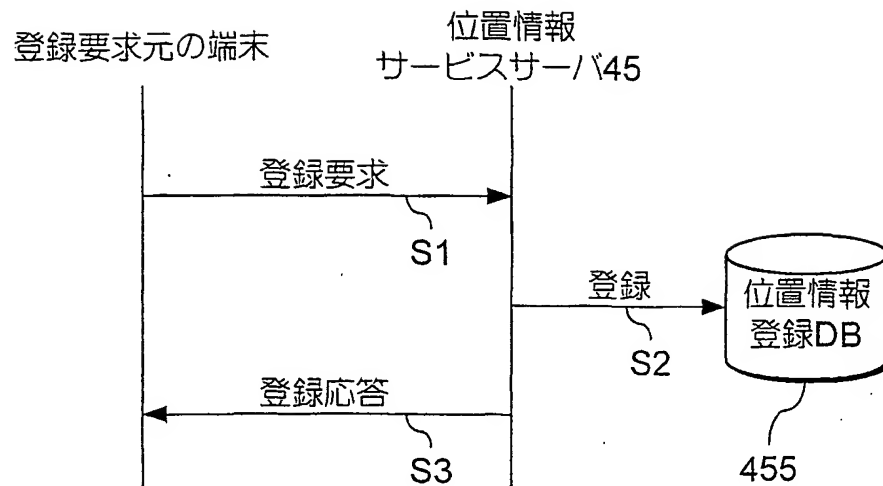 登録要求元の端末
位置情報
サービスサーバ45
登録要求
S1
登録
S2
位置情報
登録DB
455
登録応答
S3